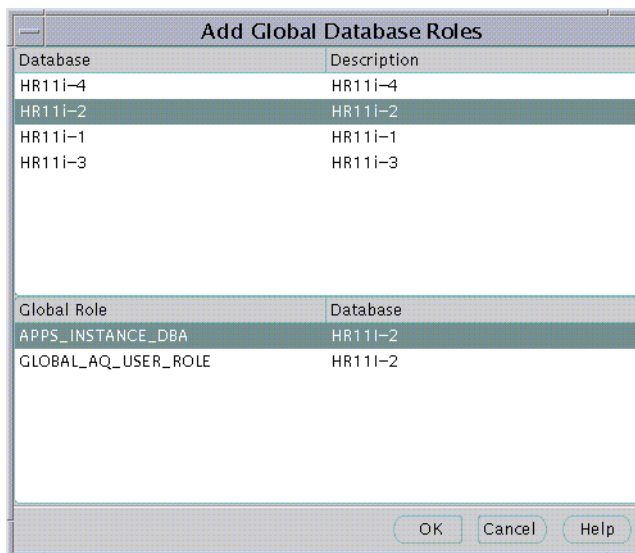 Add Global Database Roles
Database Description
HR11i-4 HR11i-4
HR11i-2 HR11i-2
HR11i-1 HR11i-1
HR11i-3 HR11i-3
Global Role Database
APPS_INSTANCE_DBA HR11I-2
GLOBAL_AQ_USER_ROLE HR11I-2
OK Cancel Help